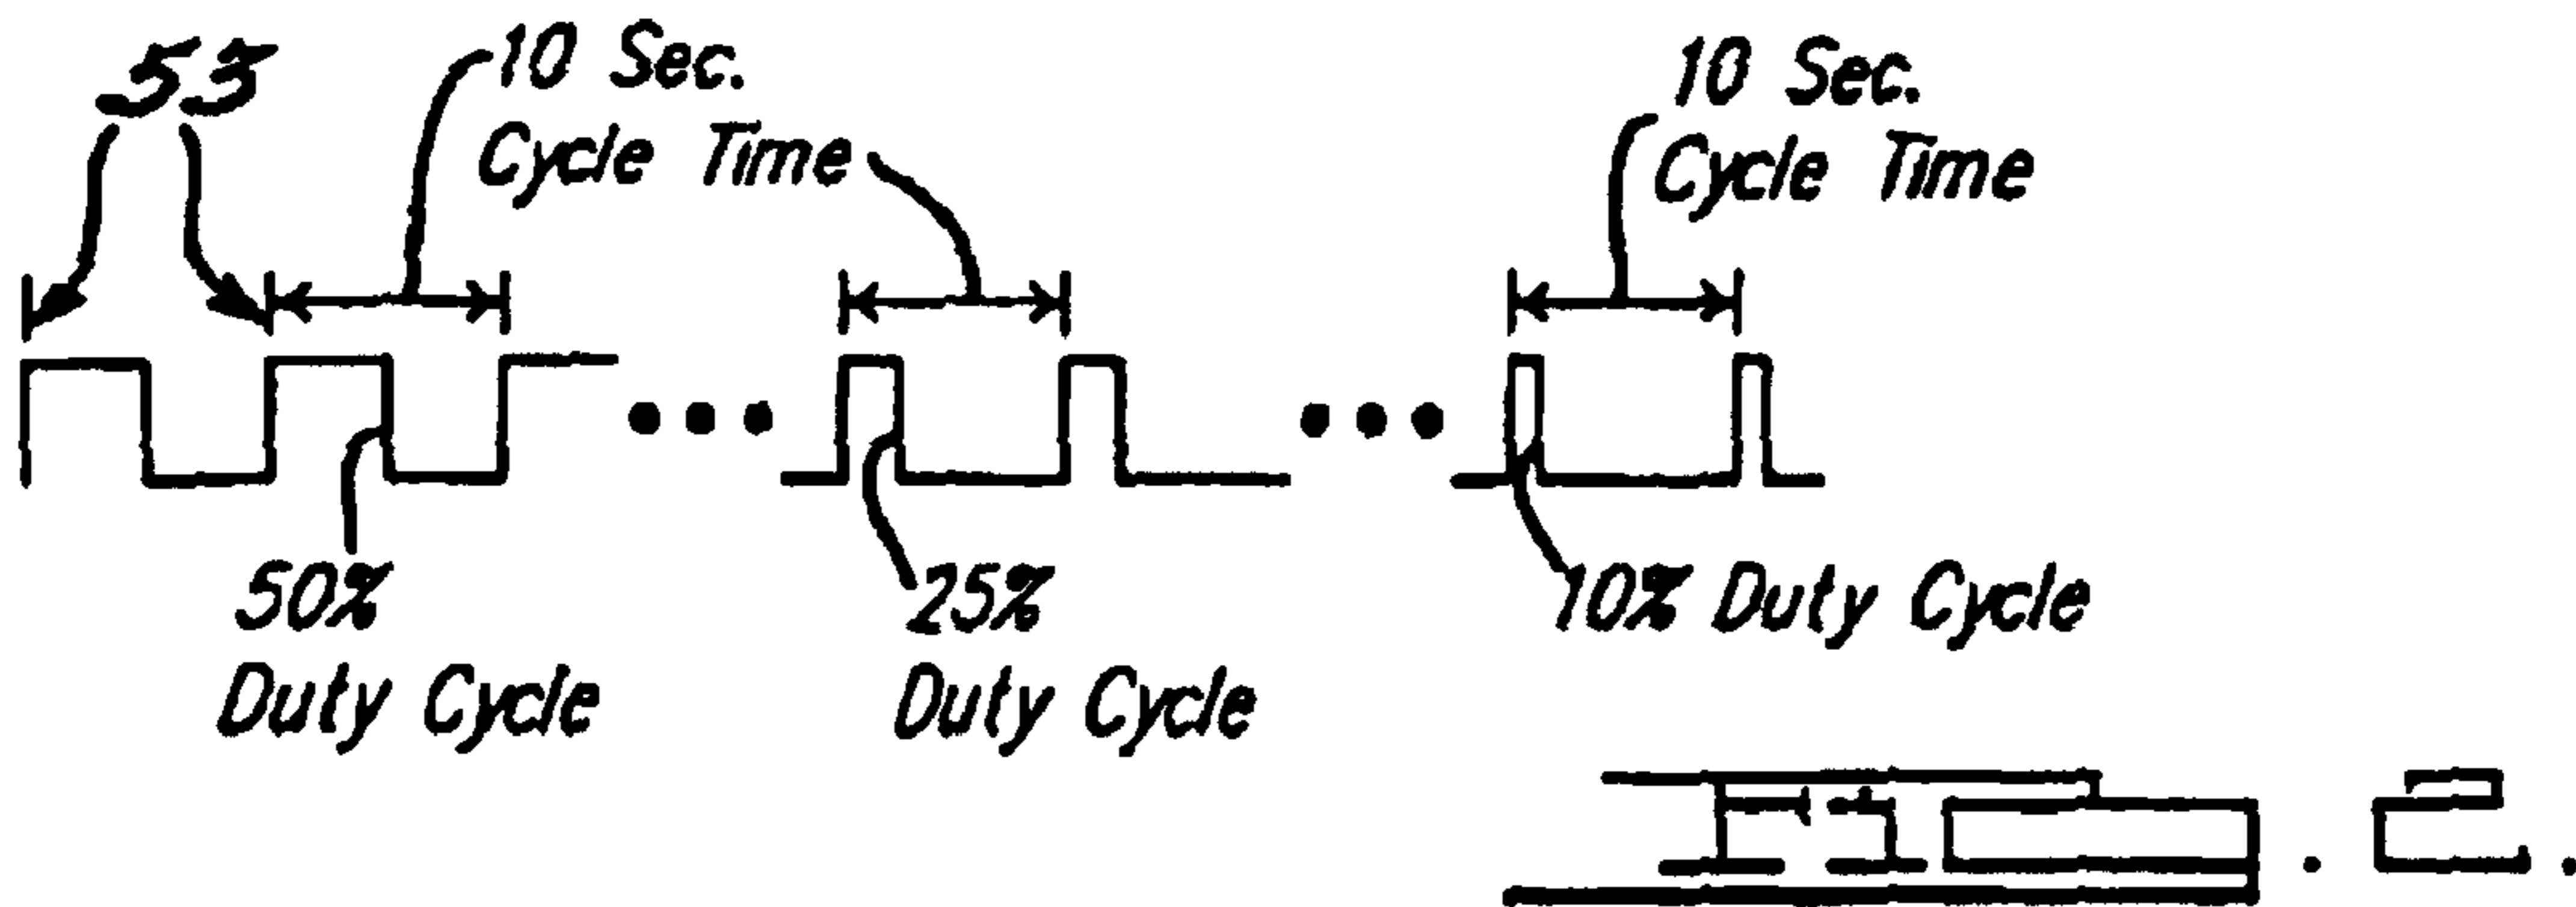 53
10 Sec.
Cycle Time
10 Sec.
Cycle Time
50%
Duty Cycle
25%
Duty Cycle
10% Duty Cycle
Fig. 2.